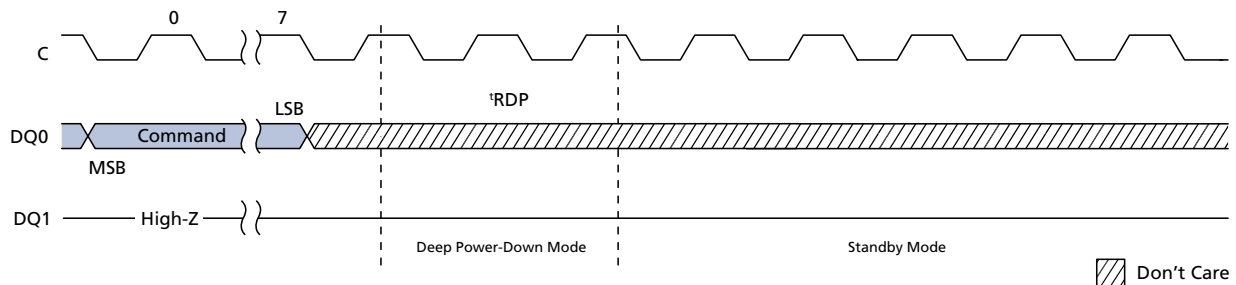 0 7
C
ᵗRDP
LSB
DQ0 Command
MSB
DQ1 High-Z
Deep Power-Down Mode Standby Mode
Don't Care